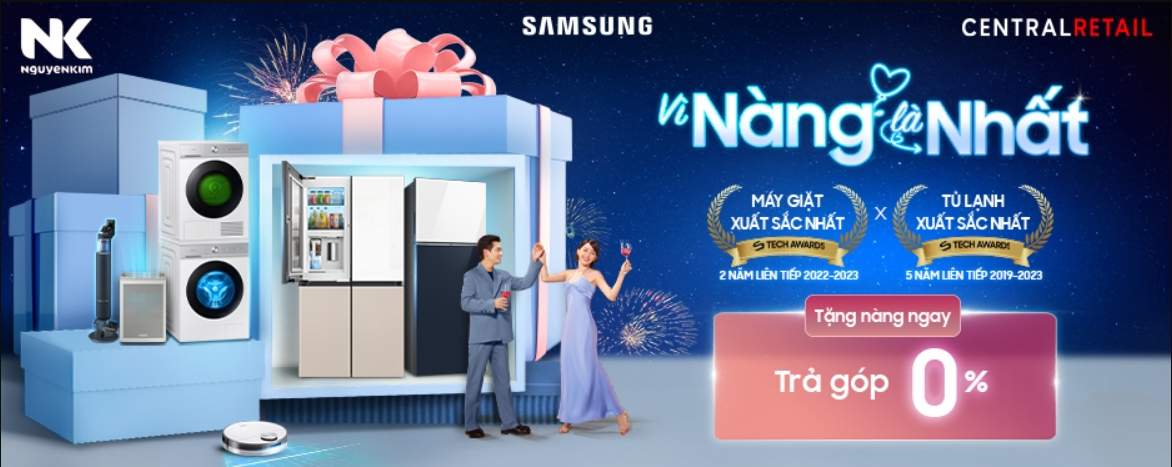 NK
NGUYENKIM
SAMSUNG
CENTRALRETAIL
Vì Nàng là Nhất
MÁY GIẶT
XUẤT SẮC NHẤT
TECH AWARDS
2 NĂM LIÊN TIẾP 2022-2023
X
TỦ LẠNH
XUẤT SẮC NHẤT
TECH AWARDS
5 NĂM LIÊN TIẾP 2019-2023
Tặng nàng ngay
Trả góp 0%